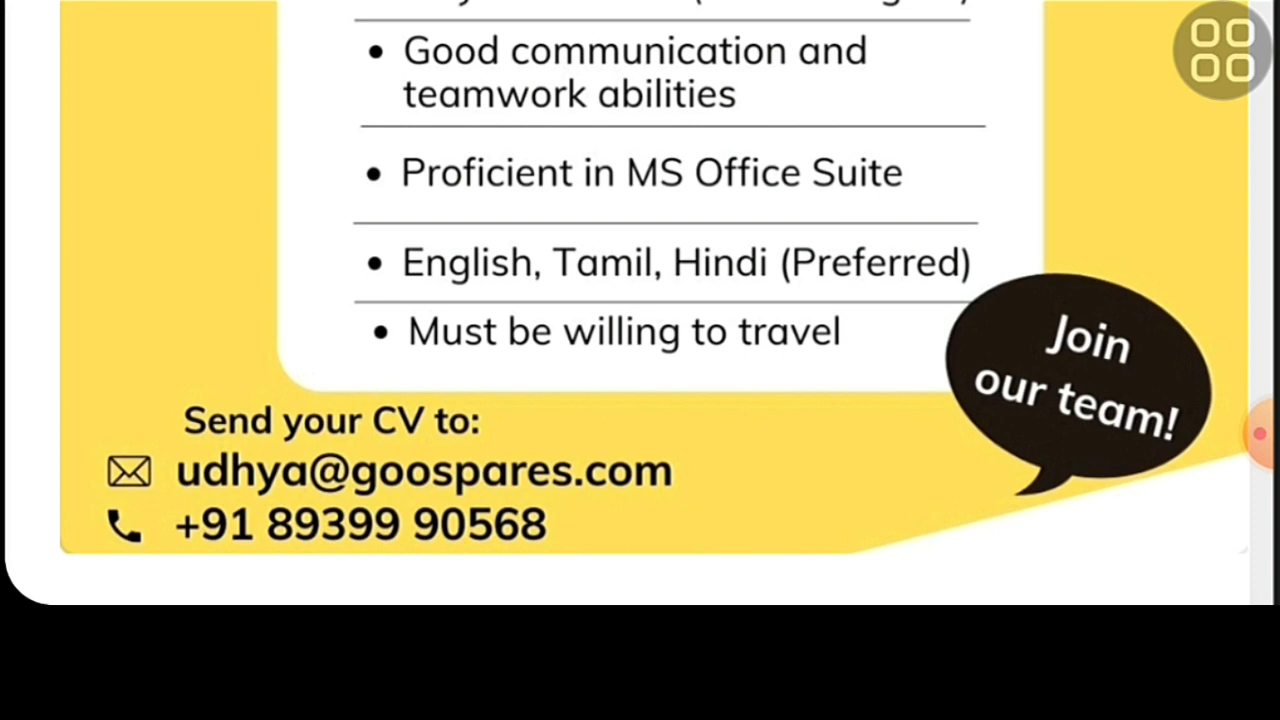 Good communication and
teamwork abilities
Proficient in MS Office Suite
English, Tamil, Hindi (Preferred)
Must be willing to travel
Join
our team!
Send your CV to:
udhya@goospares.com
+91 89399 90568